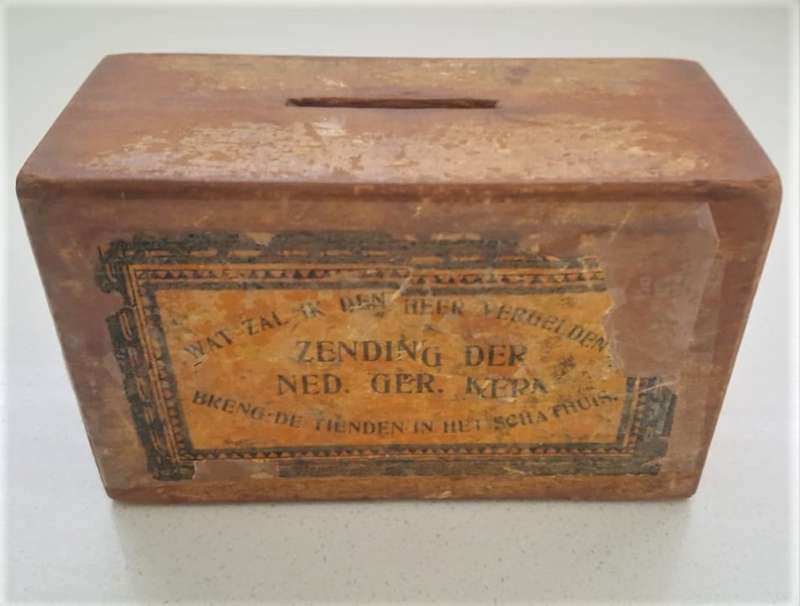 WAT ZAL IK DEN HEER VERGELDEN
ZENDING DER
NED. GER. KERK
BRENG DE TIENDEN IN HET SCHATHUIS.